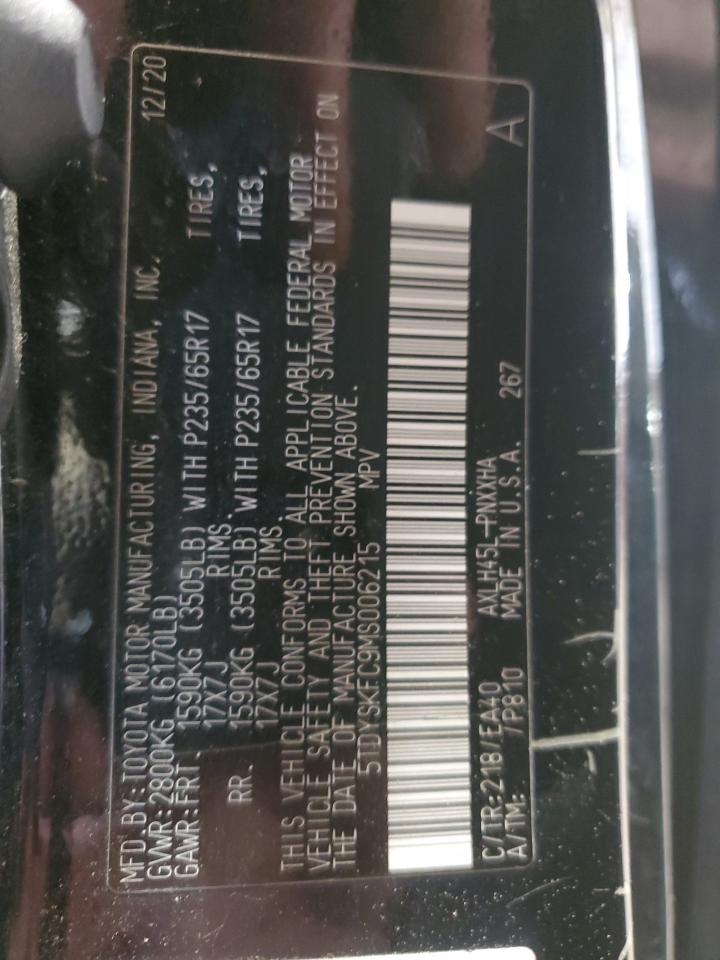 MFD.BY:TOYOTA MOTOR MANUFACTURING, INDIANA, INC. 12/20
GVWR:2800KG (6170LB)
GAWR:FRT. 1590KG (3505LB) WITH P235/65R17 TIRES,
17X7J RIMS.
RR. 1590KG (3505LB) WITH P235/65R17 TIRES,
17X7J RIMS.
THIS VEHICLE CONFORMS TO ALL APPLICABLE FEDERAL MOTOR
VEHICLE SAFETY AND THEFT PREVENTION STANDARDS IN EFFECT ON
THE DATE OF MANUFACTURE SHOWN ABOVE.
5TDYSKFC9MS006215 MPV
C/TR:218/EA40 AXLH45L-PNXXHA A
A/TM: /P810 MADE IN U.S.A. 267